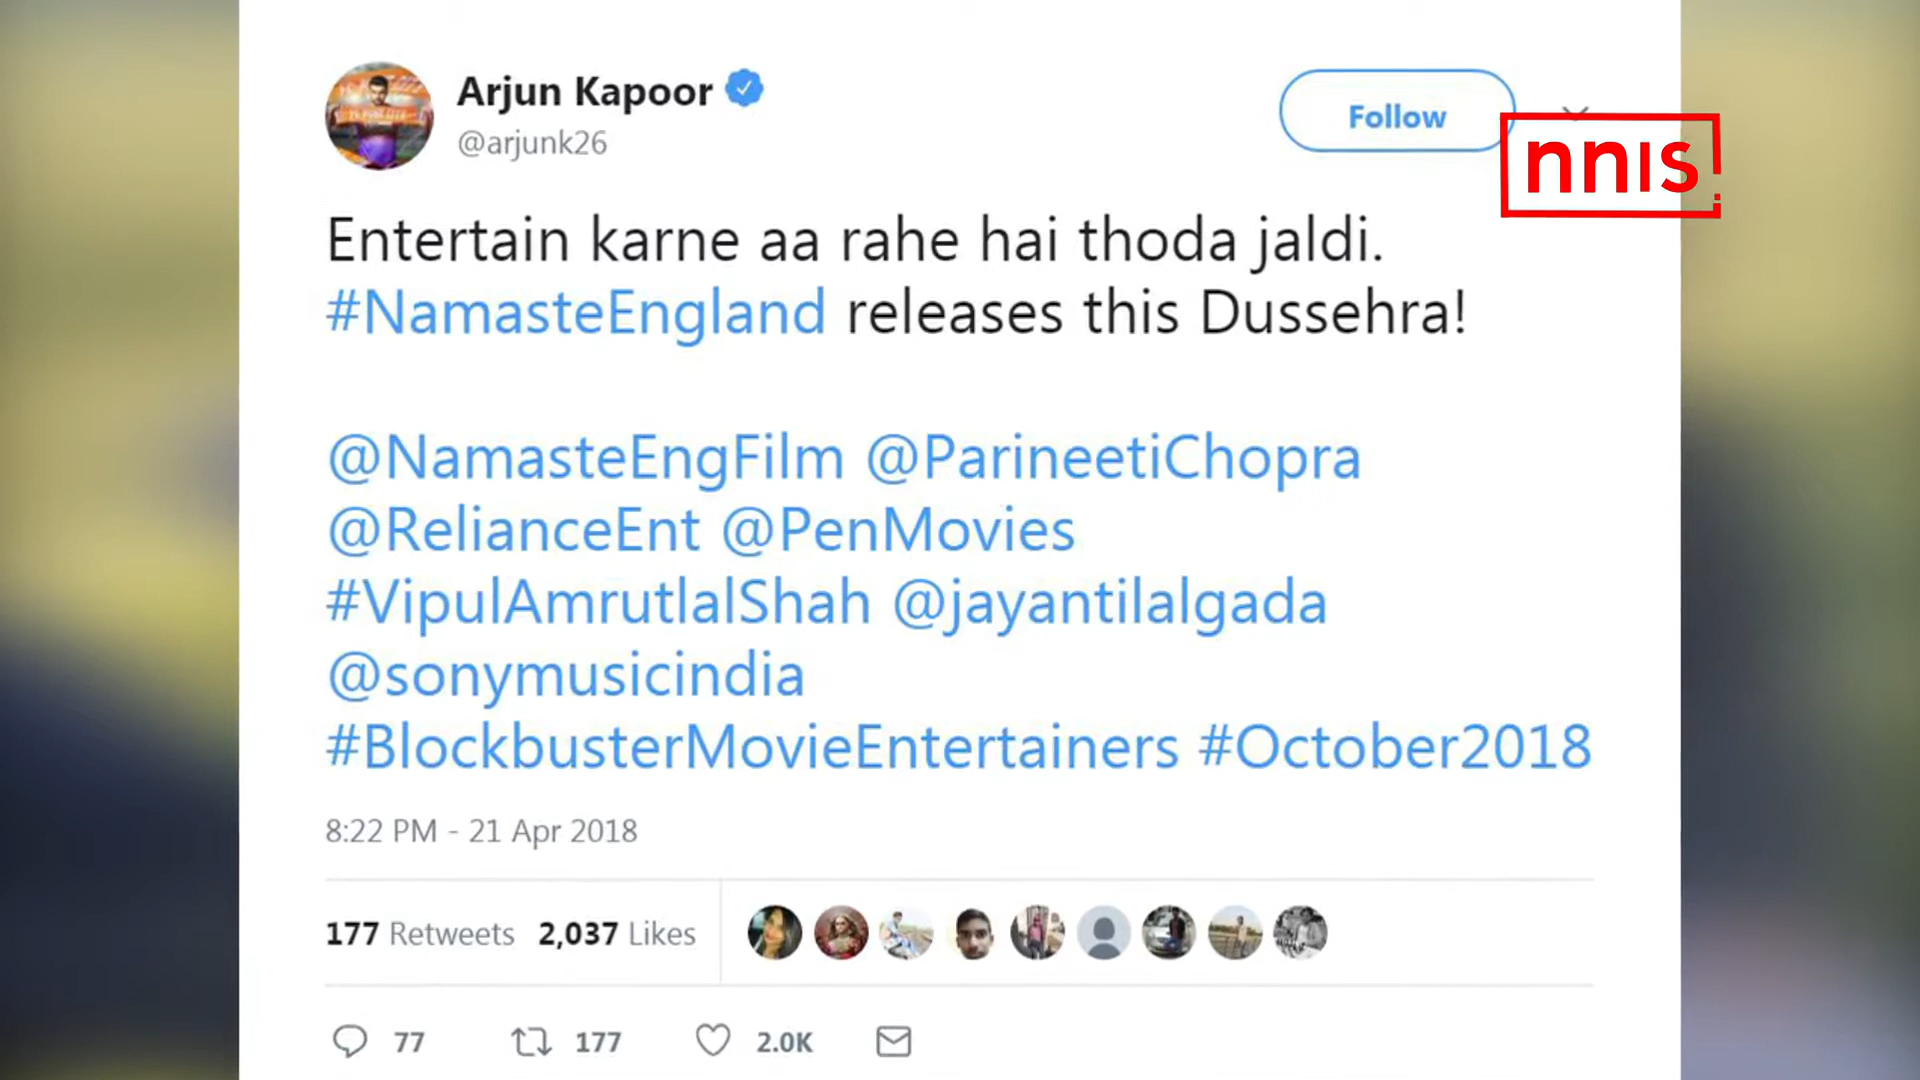 Arjun Kapoor
@arjunk26
Follow
nnis
Entertain karne aa rahe hai thoda jaldi.
#NamasteEngland releases this Dussehra!
@NamasteEngFilm @ParineetiChopra
@RelianceEnt @PenMovies
#VipulAmrutlalShah @jayantilalgada
@sonymusicindia
#BlockbusterMovieEntertainers #October2018
8:22 PM - 21 Apr 2018
177 Retweets 2,037 Likes
77 177 2.0K